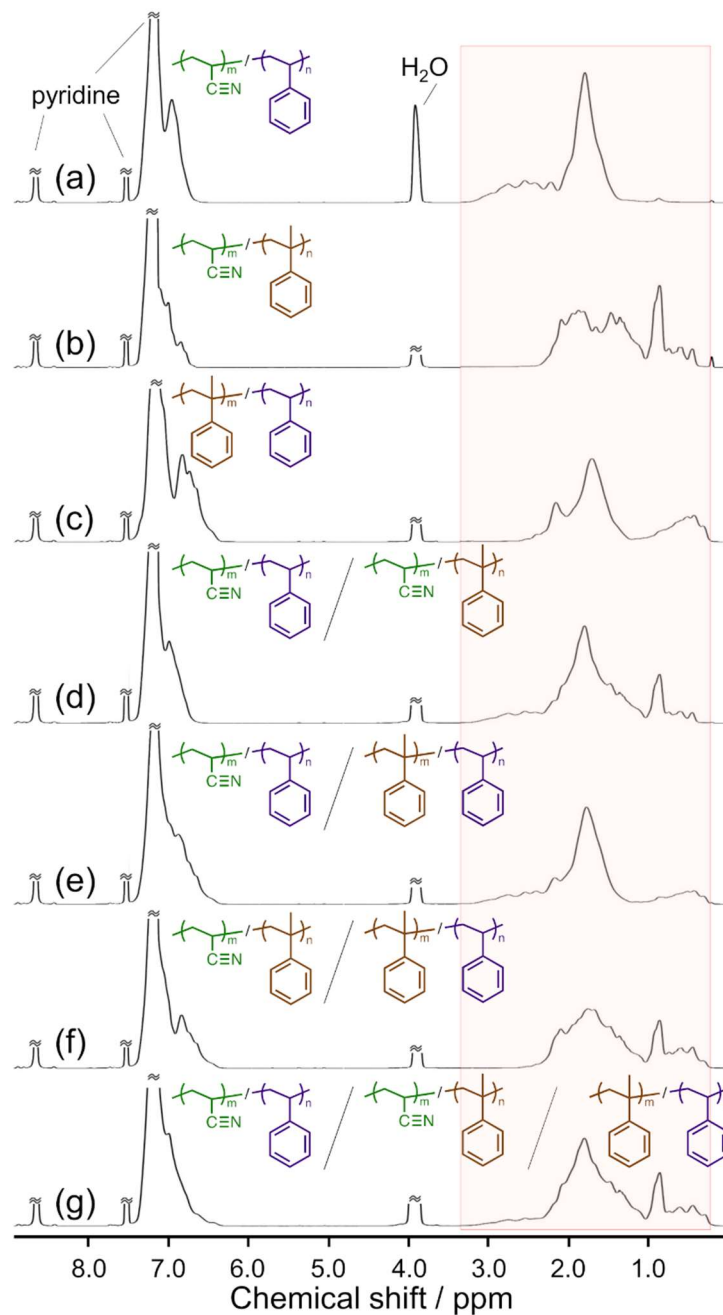 pyridine
H₂O
( )m / ( )n
C≡N
(a)
( )m / ( )n
C≡N
(b)
( )m / ( )n
(c)
( )m / ( )n / ( )m / ( )n
C≡N C≡N
(d)
( )m / ( )n / ( )m / ( )n
C≡N
(e)
( )m / ( )n / ( )m / ( )n
C≡N
(f)
( )m / ( )n / ( )m / ( )n / ( )m / ( )n
C≡N C≡N
(g)
8.0 7.0 6.0 5.0 4.0 3.0 2.0 1.0
Chemical shift / ppm